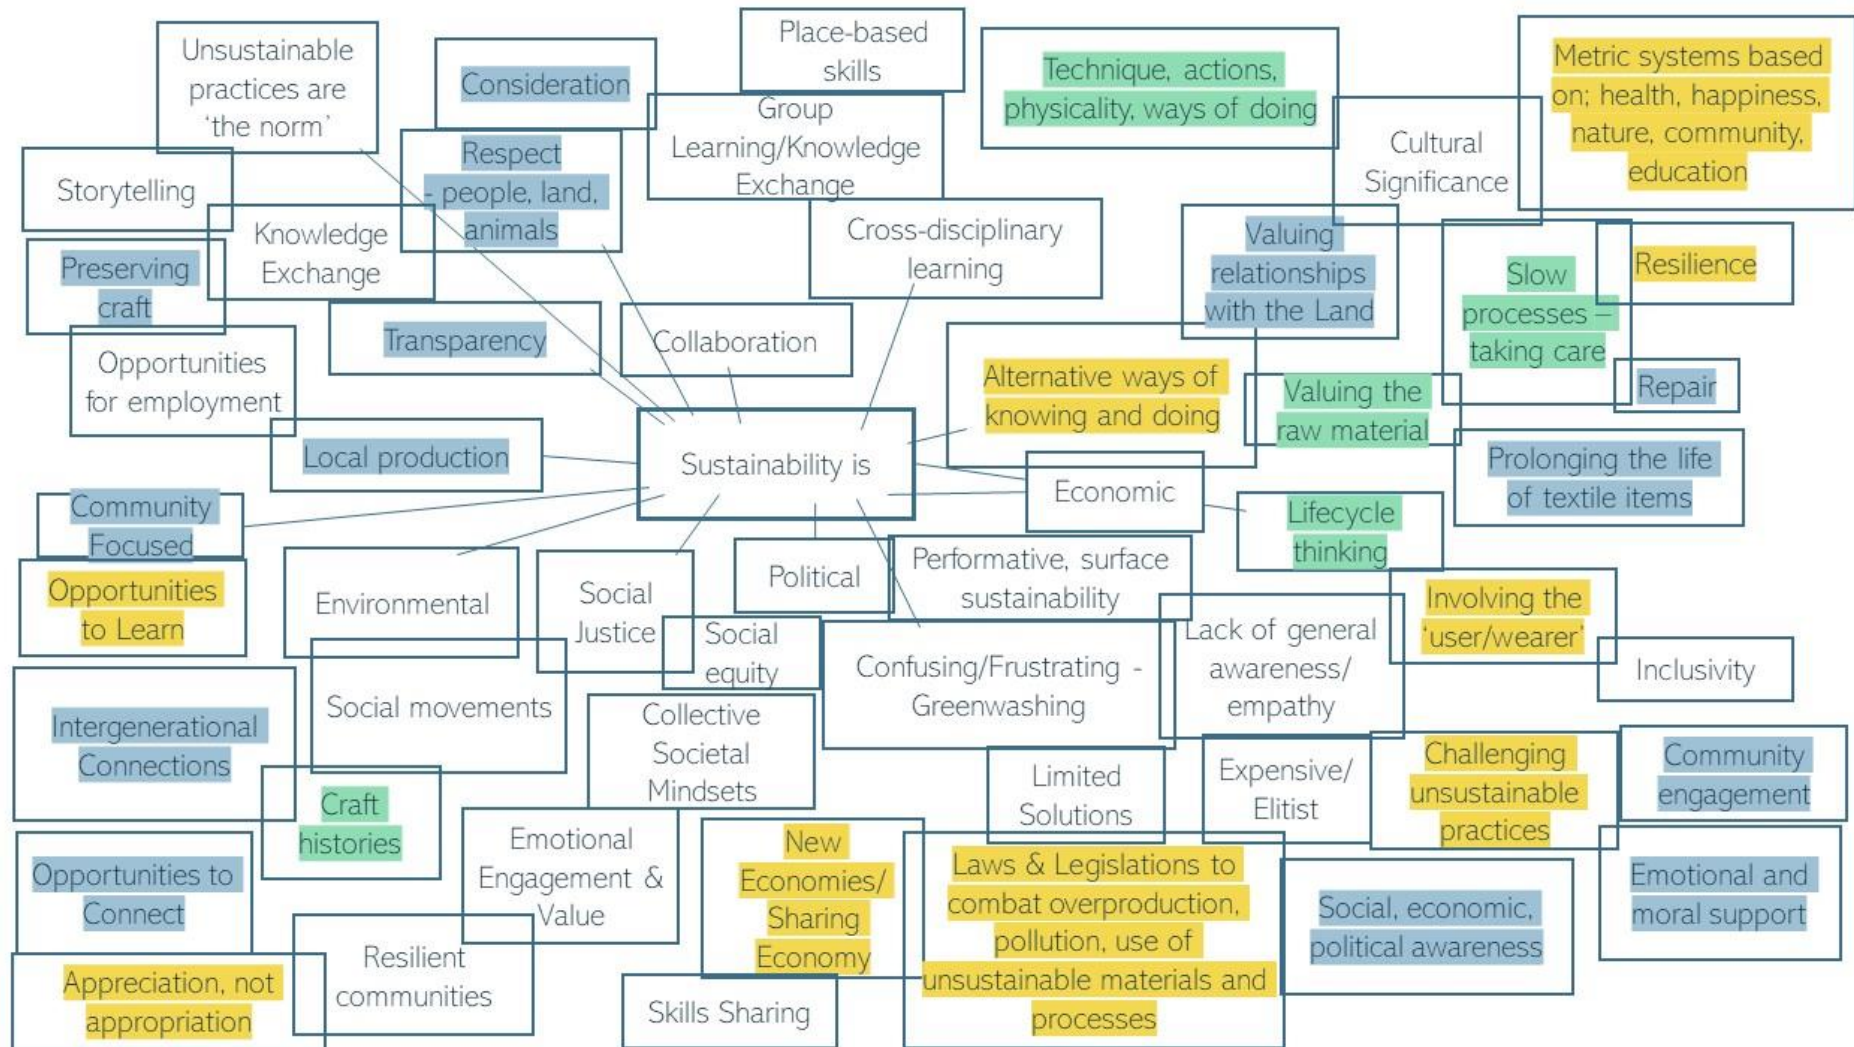 Unsustainable
practices are
‘the norm’
Consideration
Place-based
skills
Technique, actions,
physicality, ways of doing
Metric systems based
on; health, happiness,
nature, community,
education
Storytelling
Respect
- people, land,
animals
Group
Learning/Knowledge
Exchange
Cultural
Significance
Preserving
craft
Knowledge
Exchange
Cross-disciplinary
learning
Valuing
relationships
with the Land
Slow
processes –
taking care
Resilience
Opportunities
for employment
Transparency
Collaboration
Alternative ways of
knowing and doing
Valuing the
raw material
Repair
Local production
Sustainability is
Economic
Prolonging the life
of textile items
Community
Focused
Lifecycle
thinking
Opportunities
to Learn
Environmental
Social
Justice
Political
Performative, surface
sustainability
Involving the
‘user/wearer’
Social
equity
Lack of general
awareness/
empathy
Inclusivity
Intergenerational
Connections
Social movements
Collective
Societal
Mindsets
Confusing/Frustrating -
Greenwashing
Craft
histories
Limited
Solutions
Expensive/
Elitist
Challenging
unsustainable
practices
Community
engagement
Opportunities to
Connect
Emotional
Engagement &
Value
New
Economies/
Sharing
Economy
Laws & Legislations to
combat overproduction,
pollution, use of
unsustainable materials and
processes
Social, economic,
political awareness
Emotional and
moral support
Appreciation, not
appropriation
Resilient
communities
Skills Sharing